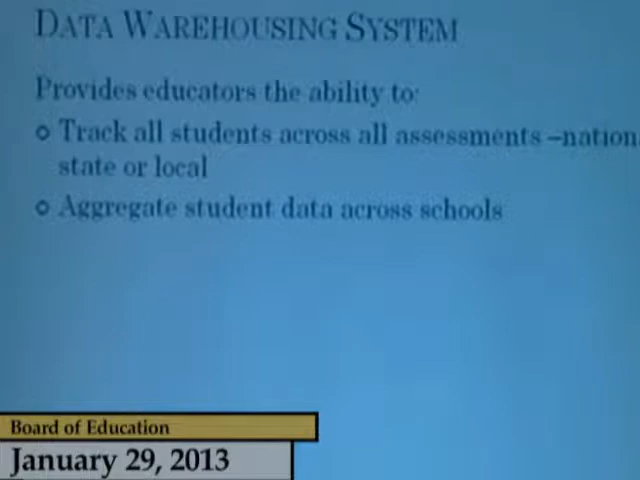 DATA WAREHOUSING SYSTEM
Provides educators the ability to:
Track all students across all assessments –nation
state or local
Aggregate student data across schools
Board of Education
January 29, 2013